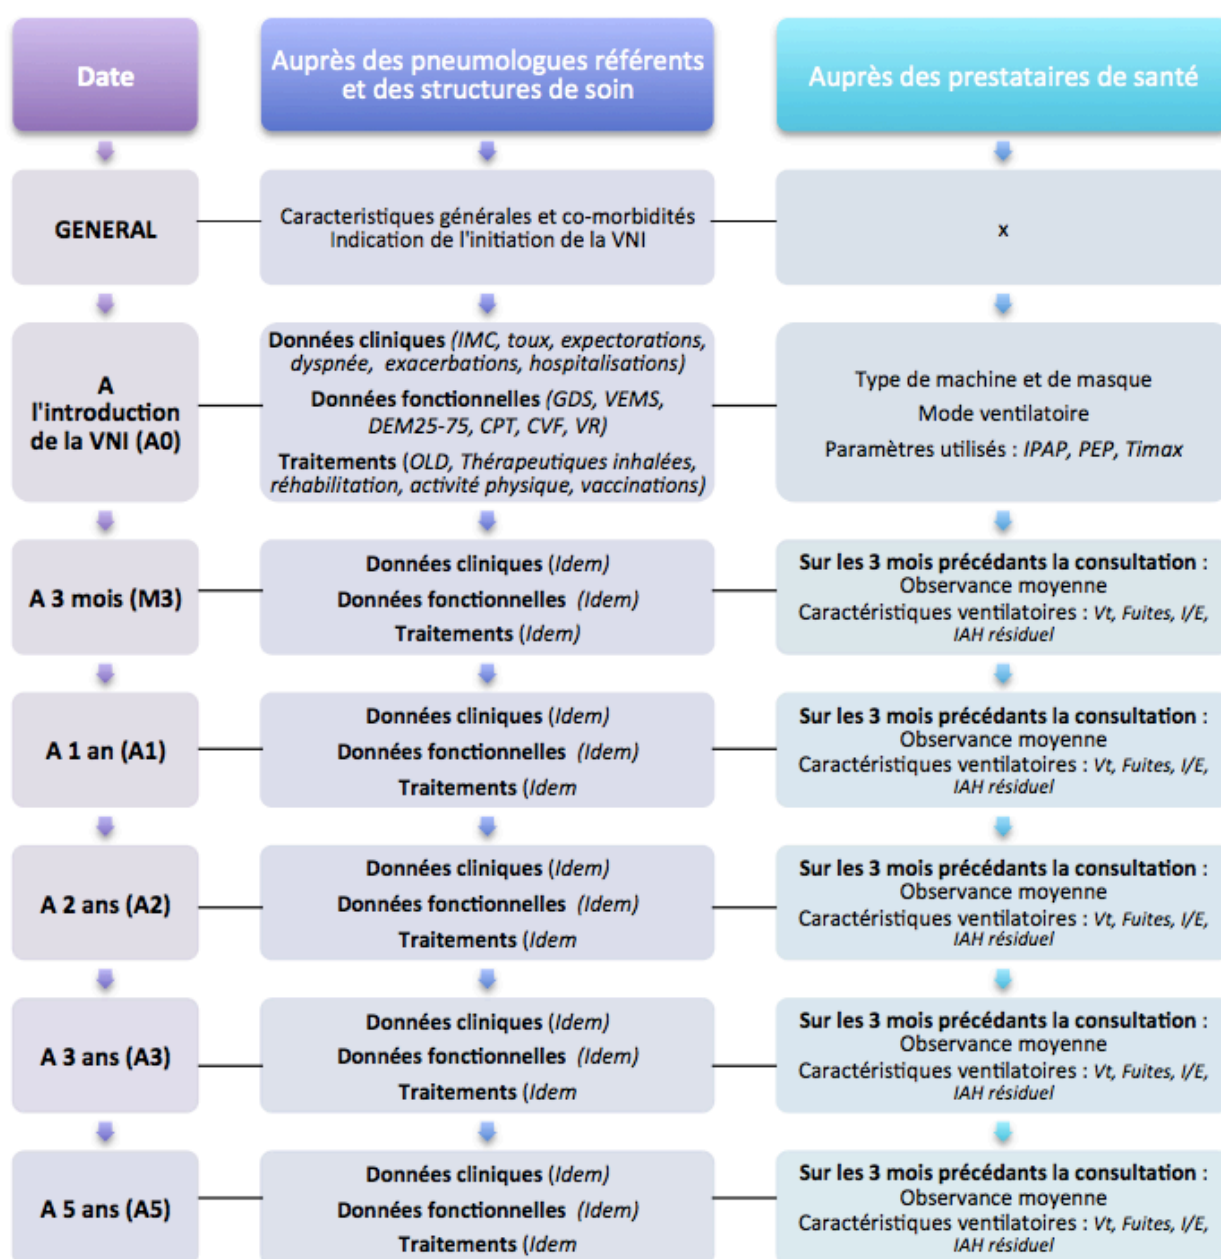 Date
Auprès des pneumologues référents
et des structures de soin
Auprès des prestataires de santé
GENERAL
Caracteristiques générales et co-morbidités
Indication de l'initiation de la VNI
x
A
l'introduction
de la VNI (A0)
Données cliniques (IMC, toux, expectorations,
dyspnée, exacerbations, hospitalisations)
Données fonctionnelles (GDS, VEMS,
DEM25-75, CPT, CVF, VR)
Traitements (OLD, Thérapeutiques inhalées,
réhabilitation, activité physique, vaccinations)
Type de machine et de masque
Mode ventilatoire
Paramètres utilisés : IPAP, PEP, Timax
A 3 mois (M3)
Données cliniques (Idem)
Données fonctionnelles (Idem)
Traitements (Idem)
Sur les 3 mois précédants la consultation :
Observance moyenne
Caractéristiques ventilatoires : Vt, Fuites, I/E,
IAH résiduel
A 1 an (A1)
Données cliniques (Idem)
Données fonctionnelles (Idem)
Traitements (Idem
Sur les 3 mois précédants la consultation :
Observance moyenne
Caractéristiques ventilatoires : Vt, Fuites, I/E,
IAH résiduel
A 2 ans (A2)
Données cliniques (Idem)
Données fonctionnelles (Idem)
Traitements (Idem
Sur les 3 mois précédants la consultation :
Observance moyenne
Caractéristiques ventilatoires : Vt, Fuites, I/E,
IAH résiduel
A 3 ans (A3)
Données cliniques (Idem)
Données fonctionnelles (Idem)
Traitements (Idem
Sur les 3 mois précédants la consultation :
Observance moyenne
Caractéristiques ventilatoires : Vt, Fuites, I/E,
IAH résiduel
A 5 ans (A5)
Données cliniques (Idem)
Données fonctionnelles (Idem)
Traitements (Idem
Sur les 3 mois précédants la consultation :
Observance moyenne
Caractéristiques ventilatoires : Vt, Fuites, I/E,
IAH résiduel